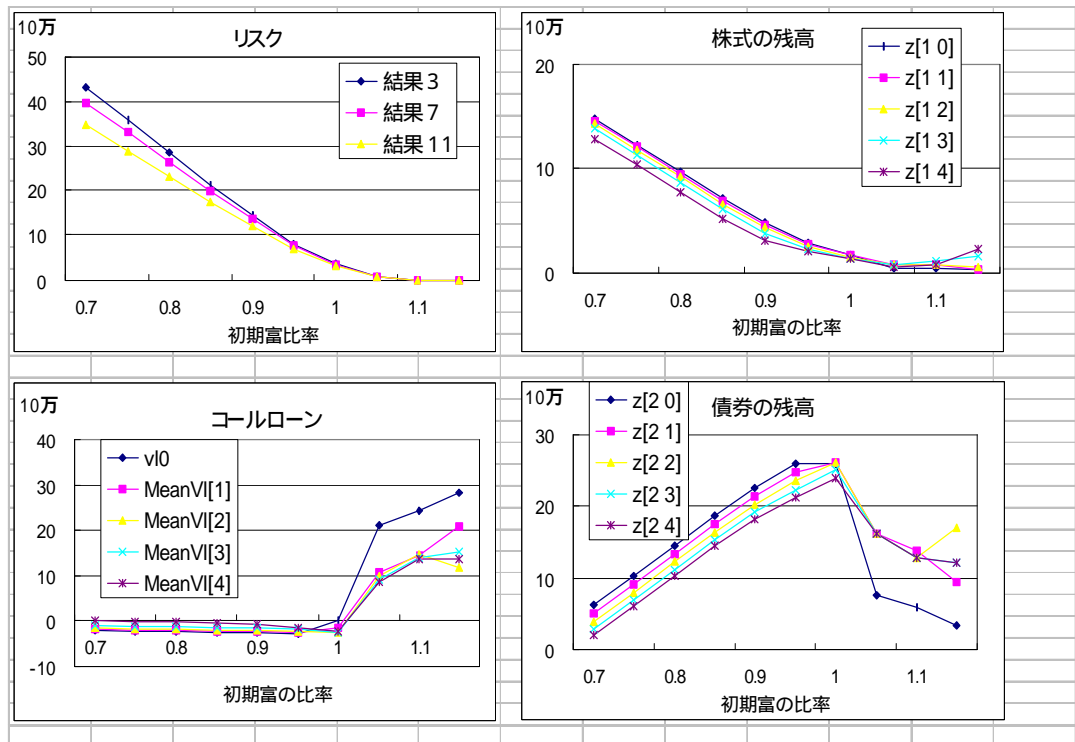 10万
リスク
50
40
30
20
10
0
結果3
結果7
結果11
0.7 0.8 0.9 1 1.1
初期富比率
10万
株式の残高
20
10
0
z[1 0]
z[1 1]
z[1 2]
z[1 3]
z[1 4]
0.7 0.8 0.9 1 1.1
初期富の比率
10万
コールローン
40
30
20
10
0
-10
vl0
MeanVl[1]
MeanVl[2]
MeanVl[3]
MeanVl[4]
0.7 0.8 0.9 1 1.1
初期富の比率
10万
債券の残高
30
20
10
0
z[2 0]
z[2 1]
z[2 2]
z[2 3]
z[2 4]
0.7 0.8 0.9 1 1.1
初期富の比率